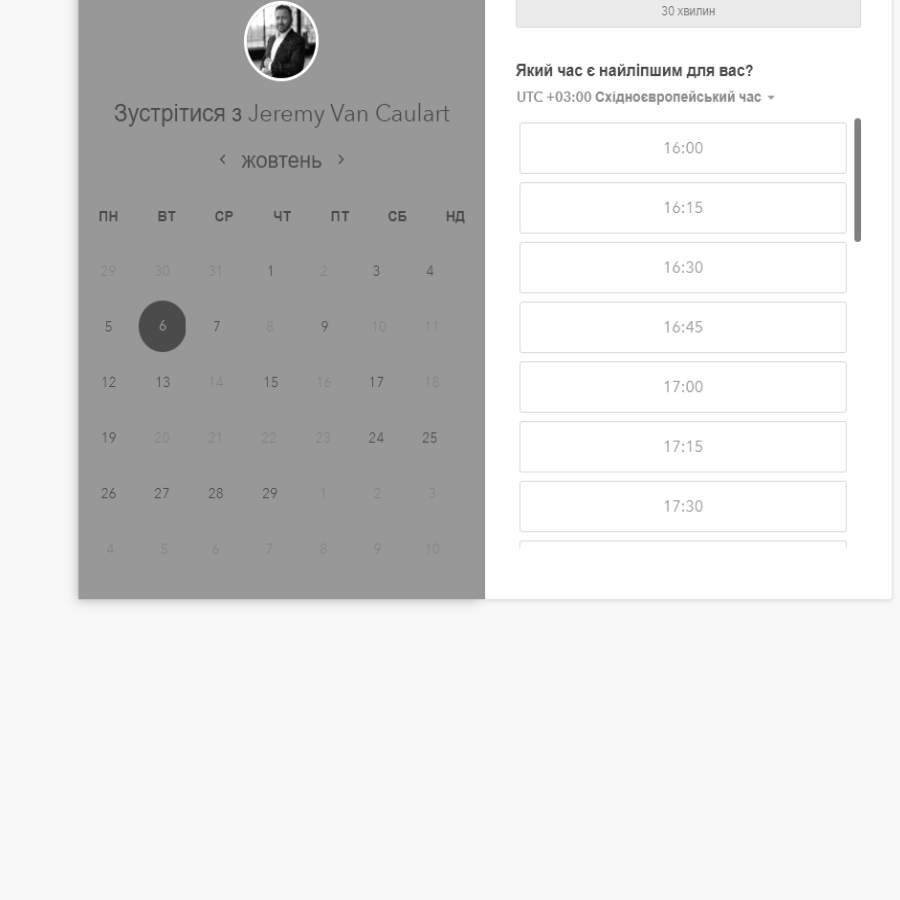 Зустрітися з Jeremy Van Caulart
жовтень
ПН ВТ СР ЧТ ПТ СБ НД
29 30 31 1 2 3 4
5 6 7 8 9 10 11
12 13 14 15 16 17 18
19 20 21 22 23 24 25
26 27 28 29 1 2 3
4 5 6 7 8 9 10
30 хвилин
Який час є найліпшим для вас?
UTC +03:00 Східноєвропейський час
16:00
16:15
16:30
16:45
17:00
17:15
17:30